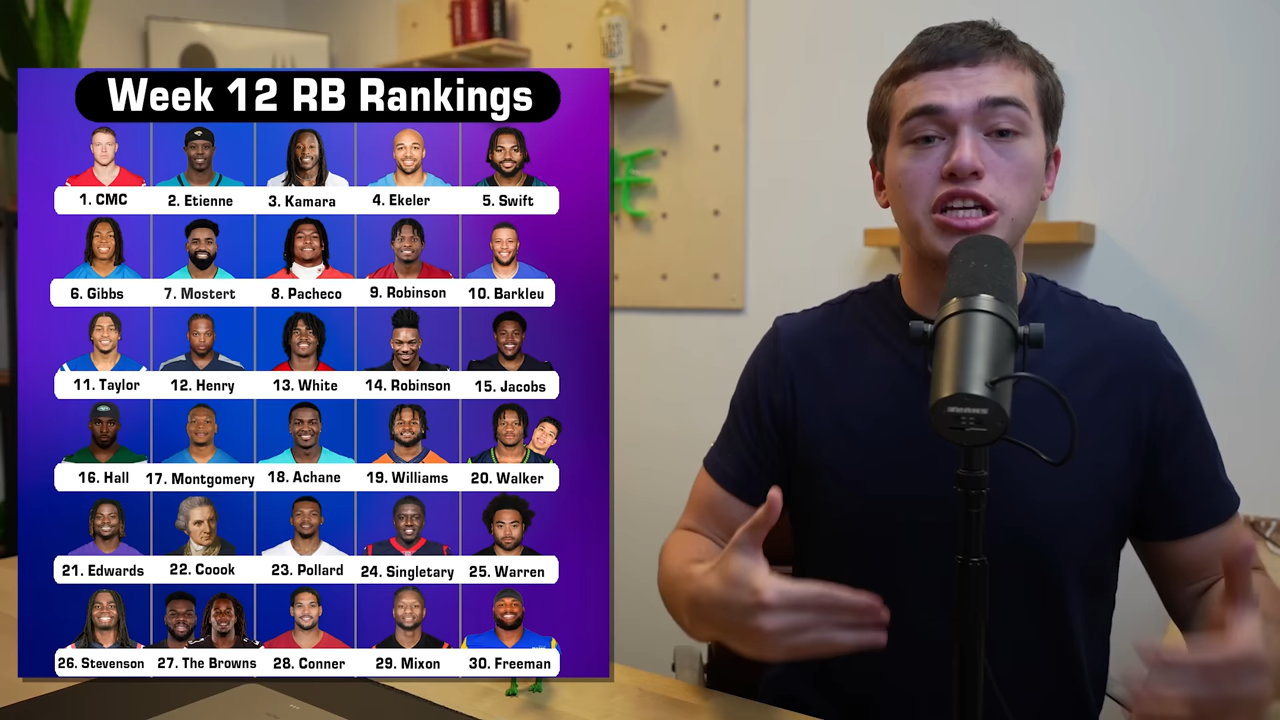 Week 12 RB Rankings
1. CMC
2. Etienne
3. Kamara
4. Ekeler
5. Swift
6. Gibbs
7. Mostert
8. Pacheco
9. Robinson
10. Barkleu
11. Taylor
12. Henry
13. White
14. Robinson
15. Jacobs
16. Hall
17. Montgomery
18. Achane
19. Williams
20. Walker
21. Edwards
22. Coook
23. Pollard
24. Singletary
25. Warren
26. Stevenson
27. The Browns
28. Conner
29. Mixon
30. Freeman